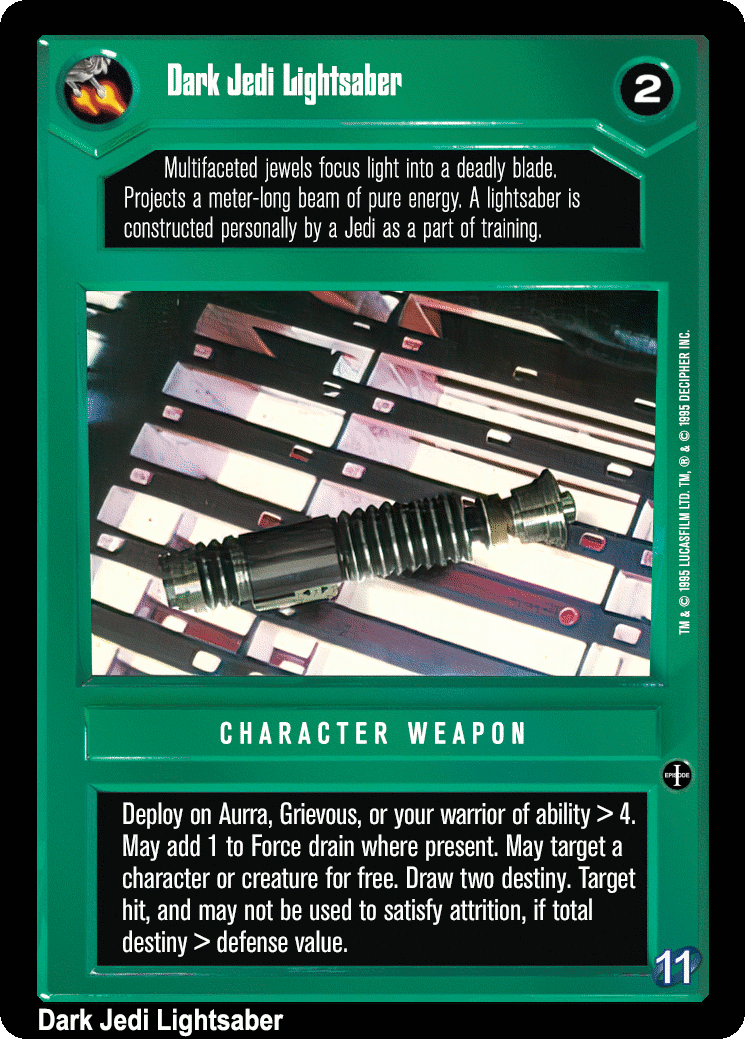 Dark Jedi Lightsaber
2
Multifaceted jewels focus light into a deadly blade.
Projects a meter-long beam of pure energy. A lightsaber is
constructed personally by a Jedi as a part of training.
TM & © 1995 LUCASFILM LTD. TM, ® & © 1995 DECIPHER INC.
CHARACTER WEAPON
EPISODE I
Deploy on Aurra, Grievous, or your warrior of ability > 4.
May add 1 to Force drain where present. May target a
character or creature for free. Draw two destiny. Target
hit, and may not be used to satisfy attrition, if total
destiny > defense value.
11
Dark Jedi Lightsaber